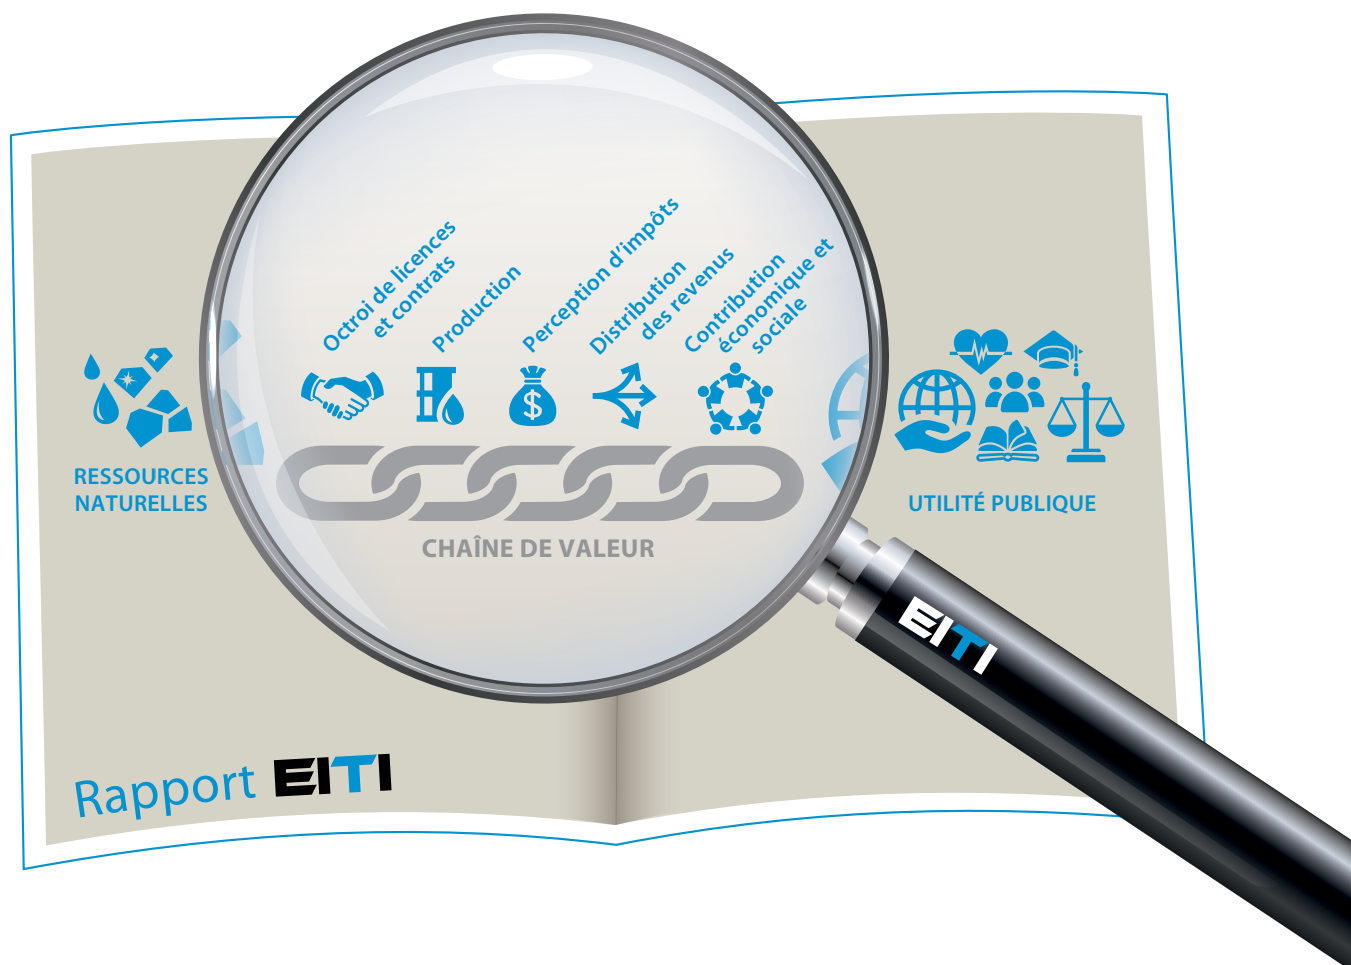 Octroi de licences
et contrats
Production
Perception d'impôts
Distribution
des revenus
Contribution
économique et
sociale
$
RESSOURCES
NATURELLES
CHAÎNE DE VALEUR
UTILITÉ PUBLIQUE
EITI
Rapport EITI